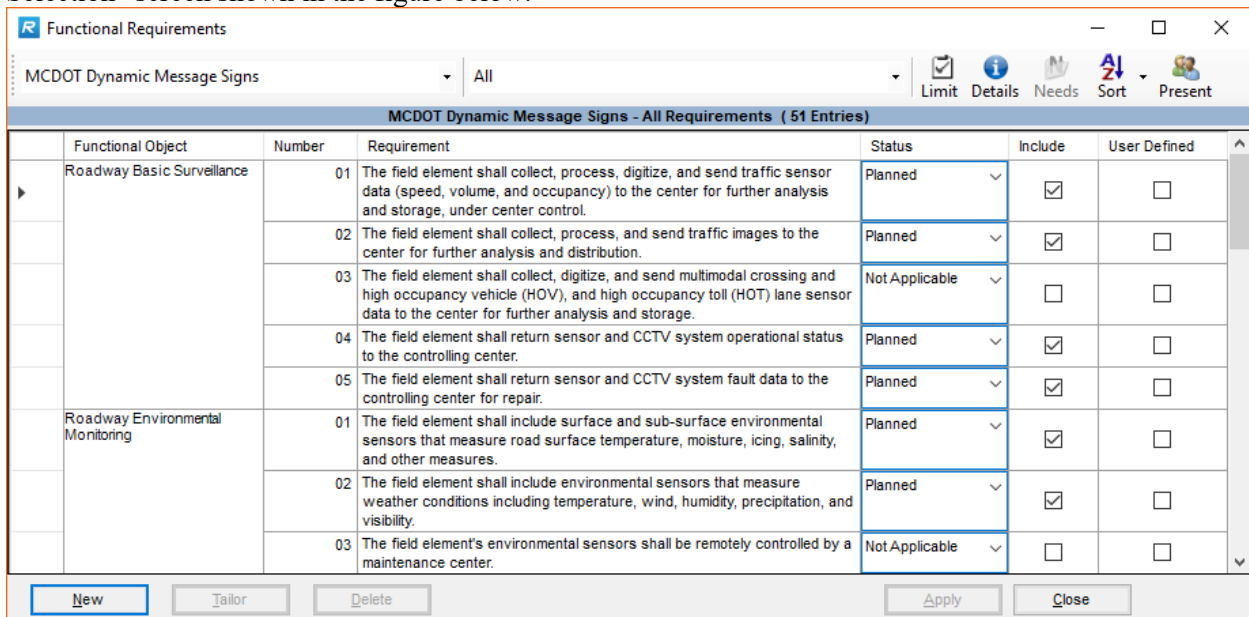 Functional Requirements
MCDOT Dynamic Message Signs
All
Limit Details Needs Sort Present
MCDOT Dynamic Message Signs - All Requirements ( 51 Entries)
Functional Object Number Requirement Status Include User Defined
Roadway Basic Surveillance 01 The field element shall collect, process, digitize, and send traffic sensor Planned
data (speed, volume, and occupancy) to the center for further analysis
and storage, under center control.
02 The field element shall collect, process, and send traffic images to the Planned
center for further analysis and distribution.
03 The field element shall collect, digitize, and send multimodal crossing and Not Applicable
high occupancy vehicle (HOV), and high occupancy toll (HOT) lane sensor
data to the center for further analysis and storage.
04 The field element shall return sensor and CCTV system operational status Planned
to the controlling center.
05 The field element shall return sensor and CCTV system fault data to the Planned
controlling center for repair.
Roadway Environmental 01 The field element shall include surface and sub-surface environmental Planned
Monitoring sensors that measure road surface temperature, moisture, icing, salinity,
and other measures.
02 The field element shall include environmental sensors that measure Planned
weather conditions including temperature, wind, humidity, precipitation, and
visibility.
03 The field element's environmental sensors shall be remotely controlled by a Not Applicable
maintenance center.
New Tailor Delete Apply Close